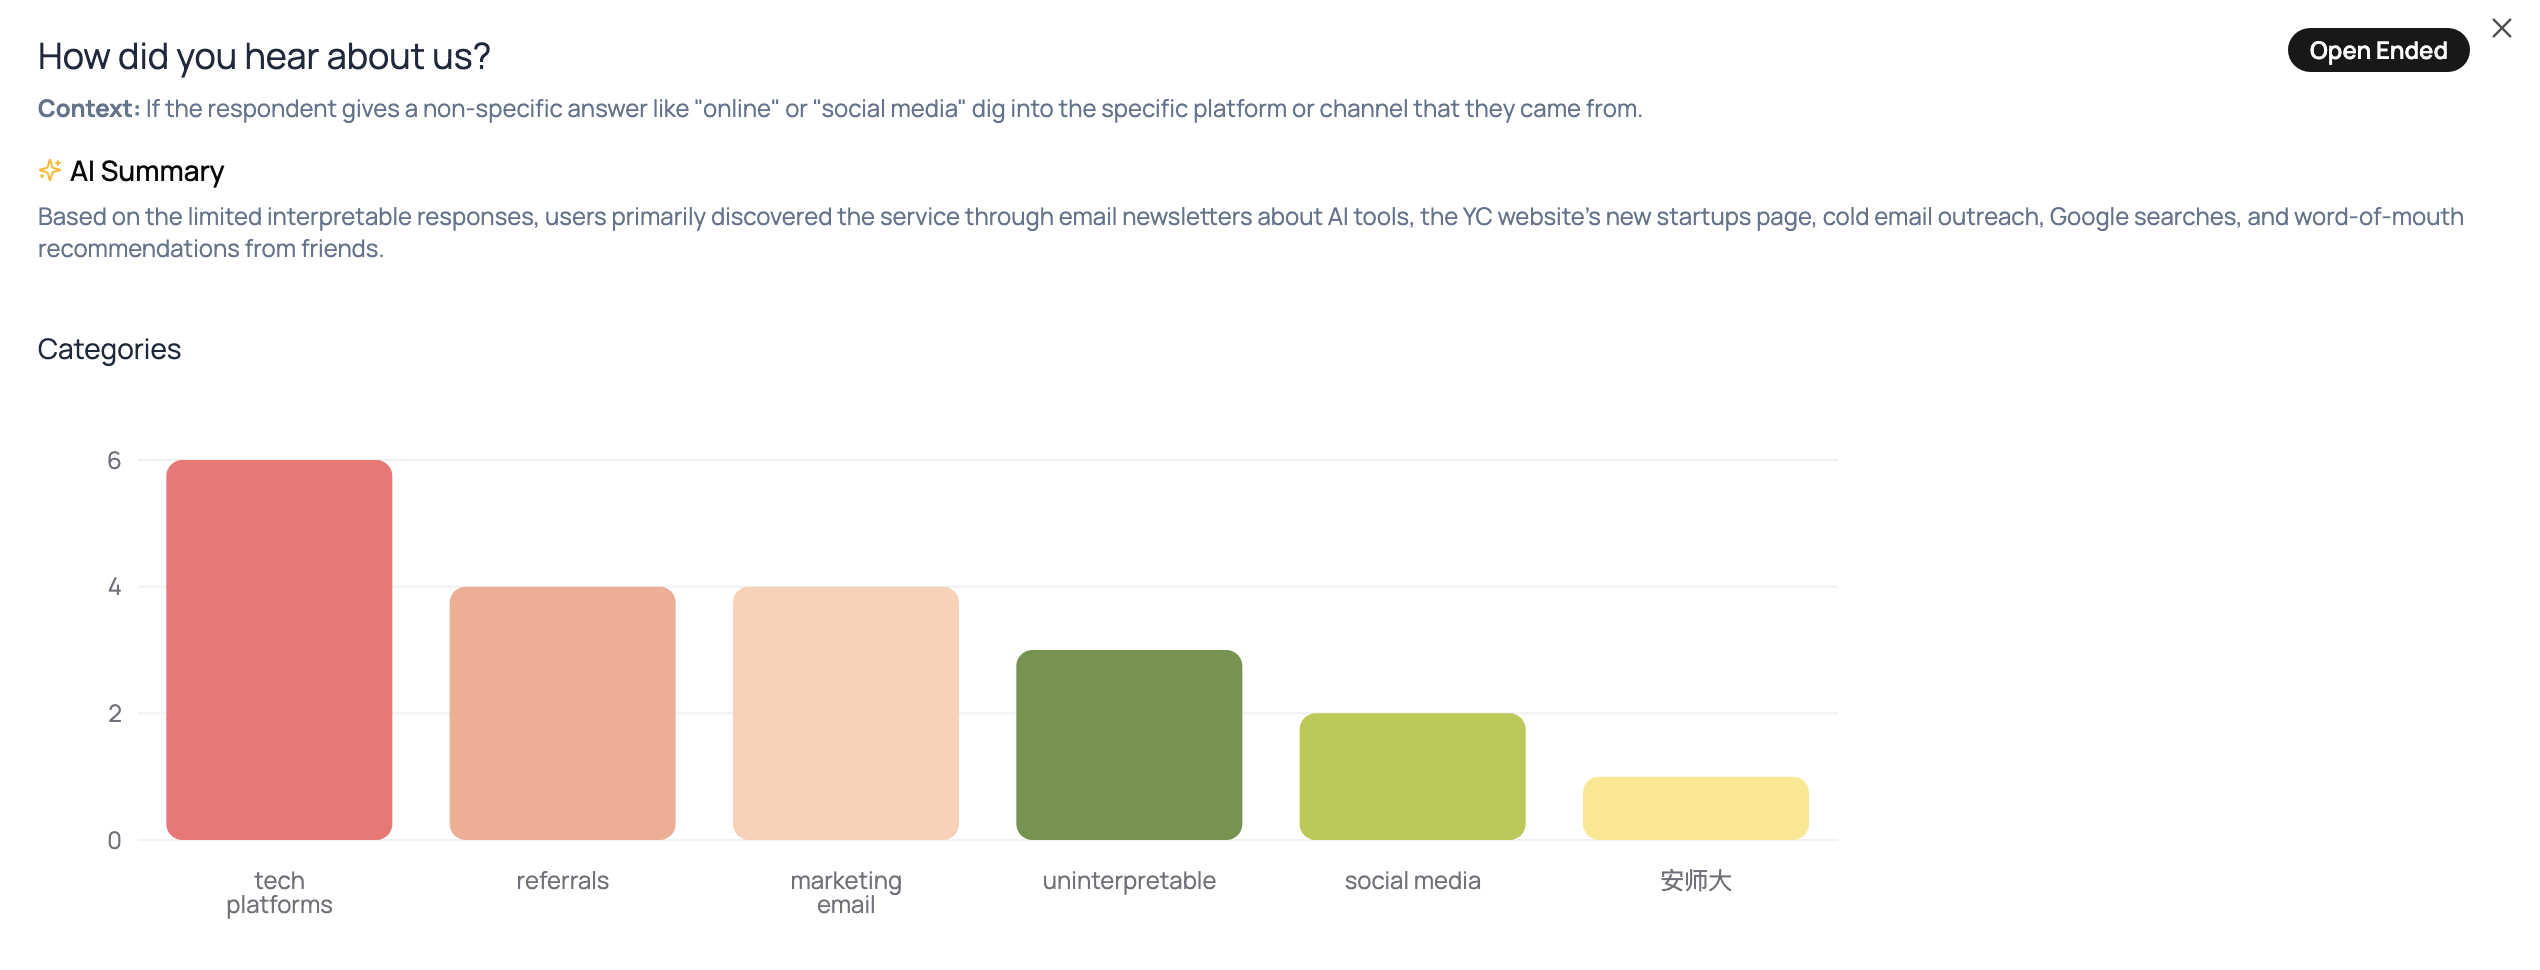 How did you hear about us?
Open Ended
Context: If the respondent gives a non-specific answer like "online" or "social media" dig into the specific platform or channel that they came from.
AI Summary
Based on the limited interpretable responses, users primarily discovered the service through email newsletters about AI tools, the YC website's new startups page, cold email outreach, Google searches, and word-of-mouth
recommendations from friends.
Categories
6
4
2
0
tech
platforms
referrals
marketing
email
uninterpretable
social media
安师大